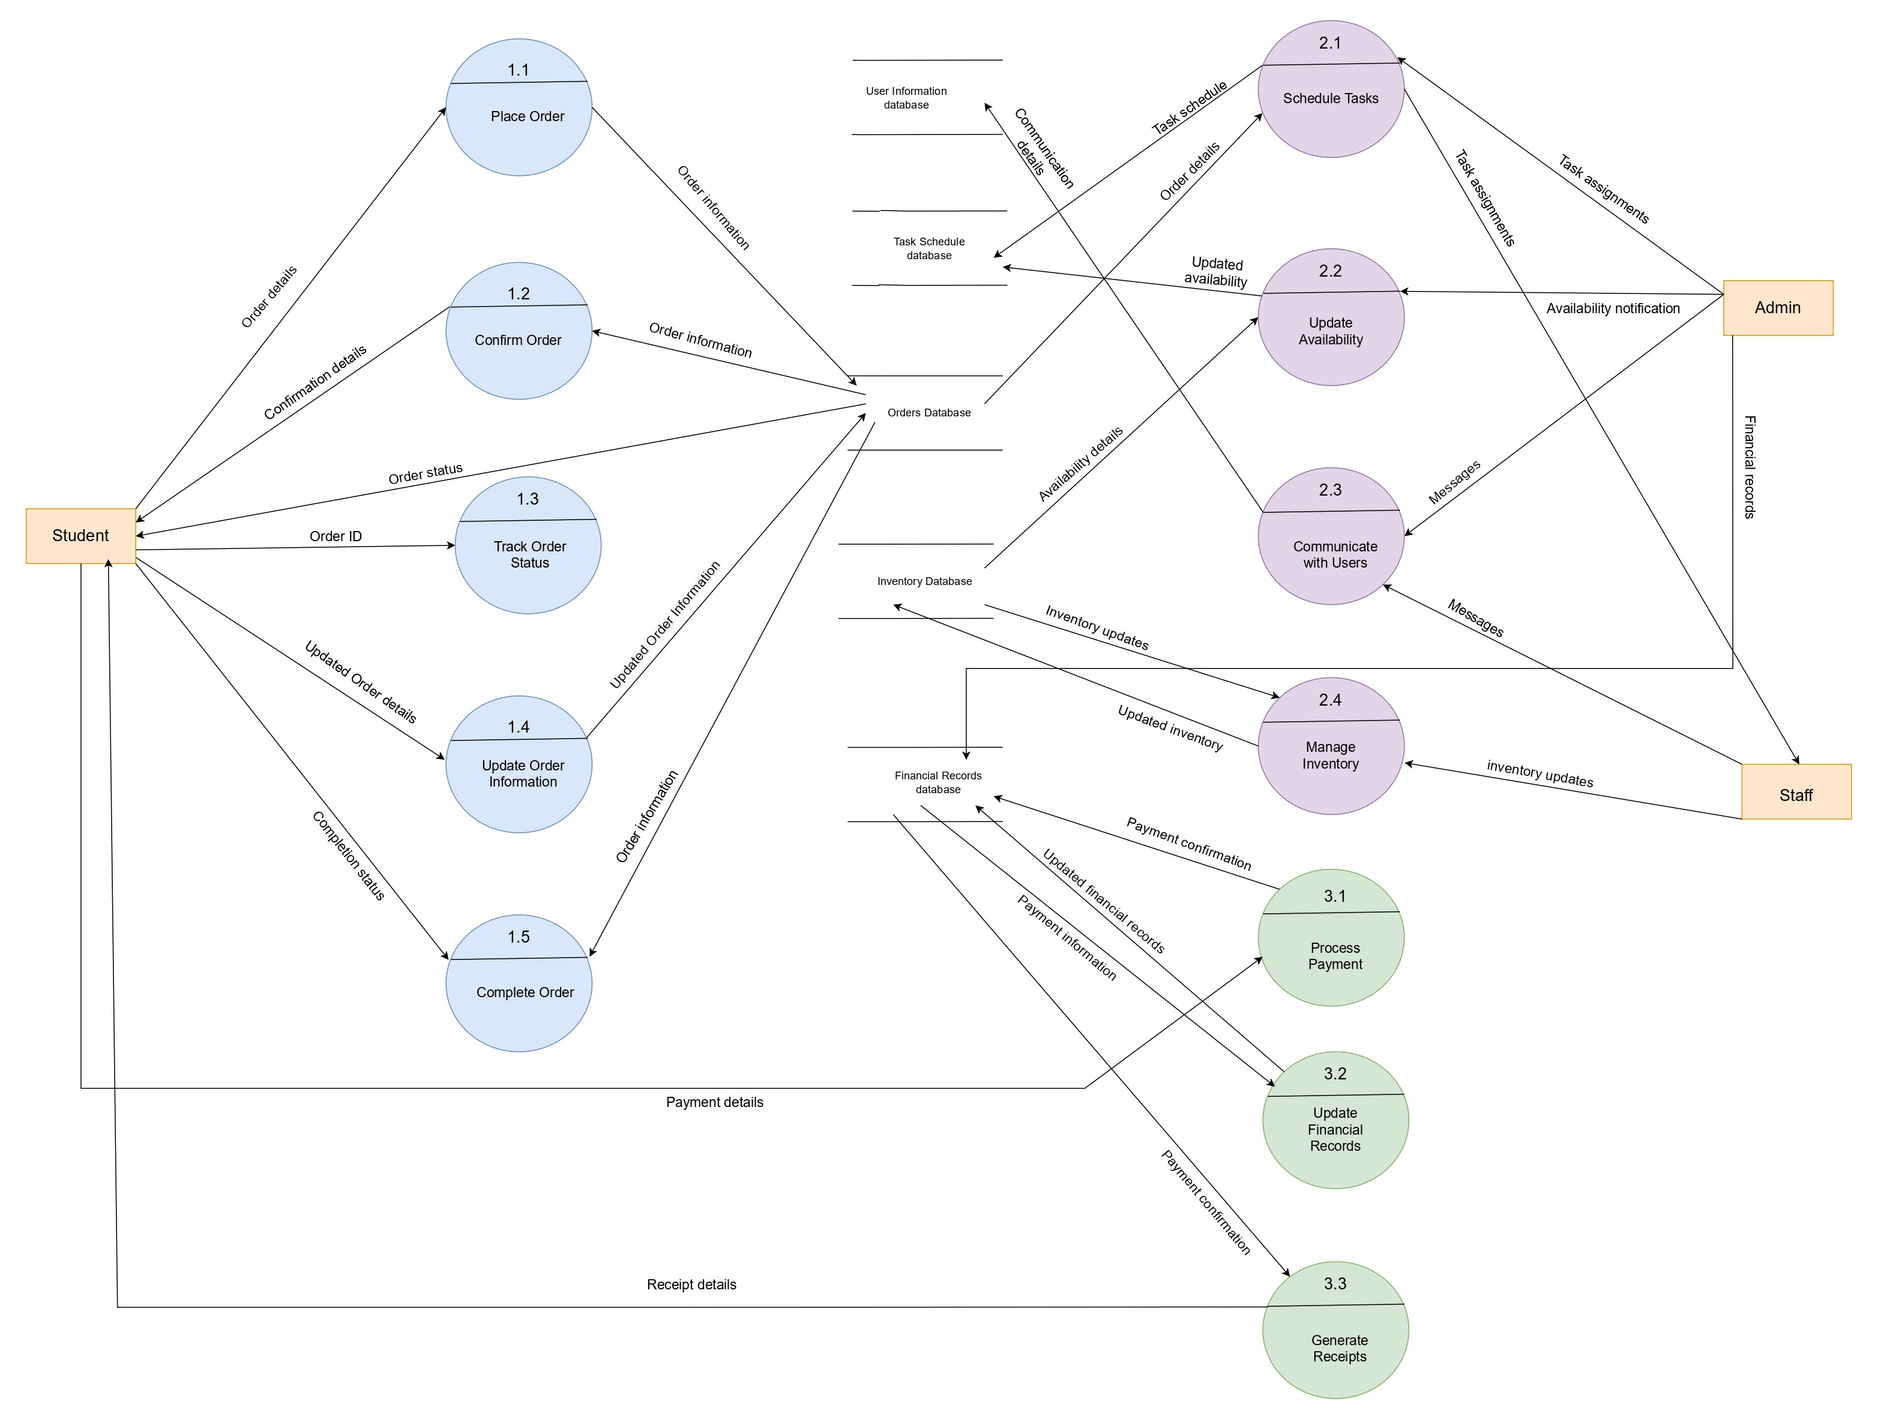 1.1
Place Order
1.2
Confirm Order
1.3
Track Order
Status
1.4
Update Order
Information
1.5
Complete Order
Student
Order details
Confirmation details
Order status
Order ID
Updated Order details
Completion status
Order information
Order information
Updated Order Information
Order information
User Information
database
Task Schedule
database
Orders Database
Inventory Database
Financial Records
database
Communication
details
Task schedule
Order details
Updated
availability
Availability details
Inventory updates
Updated inventory
Payment confirmation
Updated financial records
Payment information
Payment confirmation
2.1
Schedule Tasks
2.2
Update
Availability
2.3
Communicate
with Users
2.4
Manage
Inventory
3.1
Process
Payment
3.2
Update
Financial
Records
3.3
Generate
Receipts
Task assignments
Task assignments
Availability notification
Messages
Financial records
Messages
inventory updates
Admin
Staff
Payment details
Receipt details